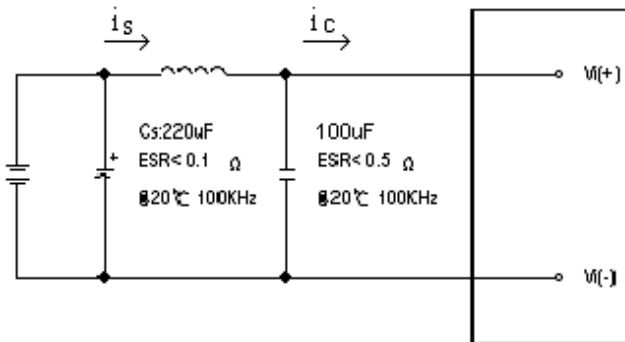 is
ic
Vi(+)
Cs:220uF
ESR< 0.1 Ω
@20℃ 100KHz
100uF
ESR< 0.5 Ω
@20℃ 100KHz
+
Vi(-)